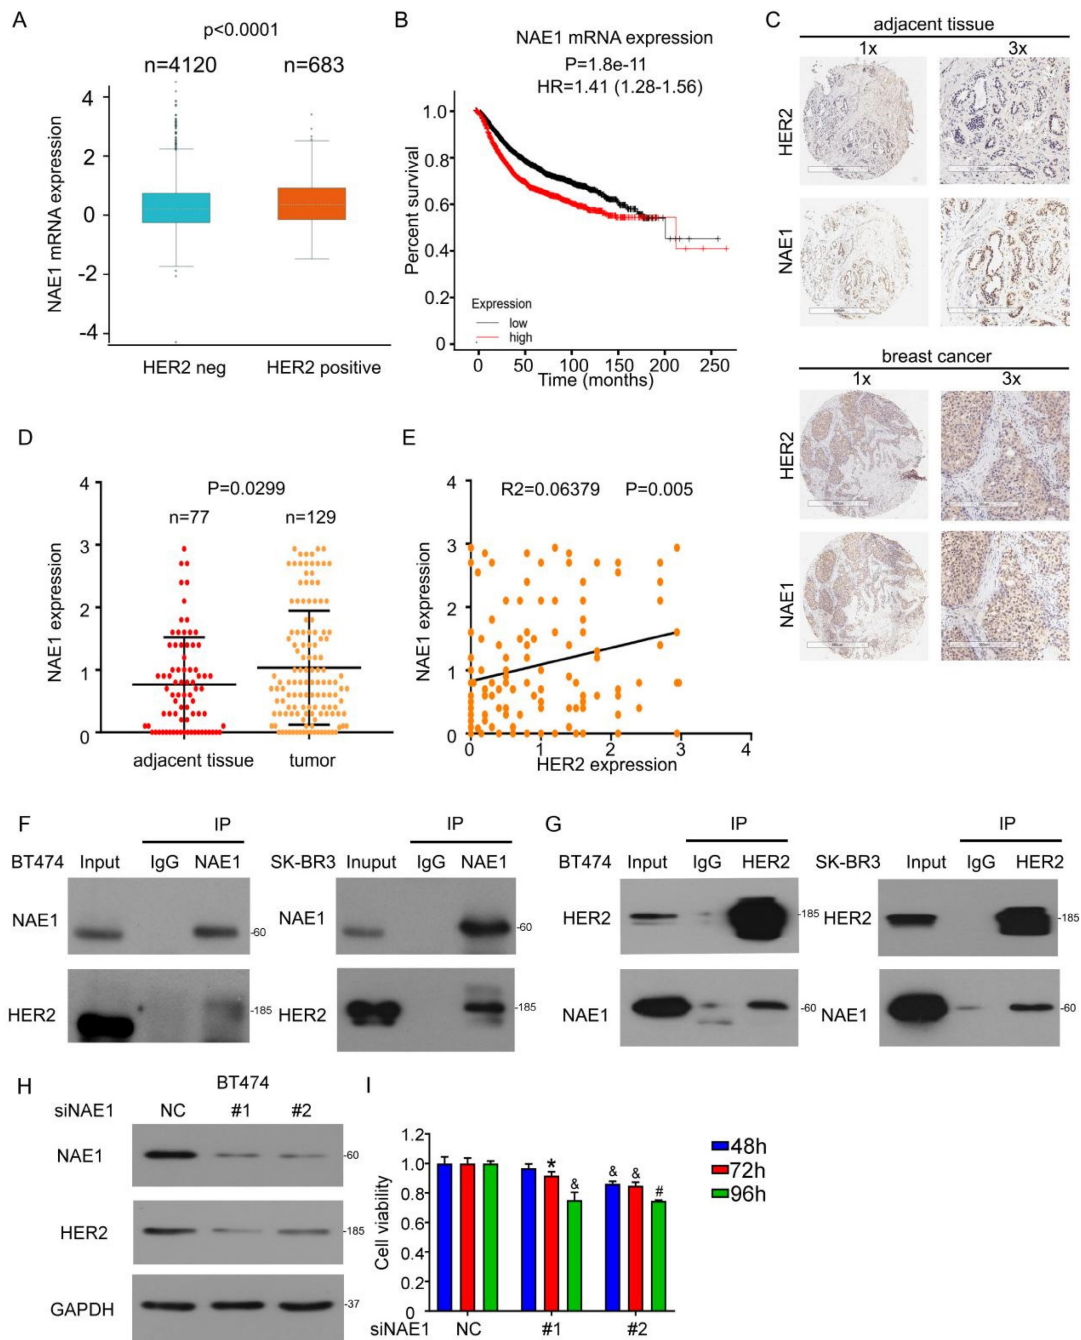 A
p<0.0001
n=4120 n=683
NAE1 mRNA expression
4
2
0
-2
-4
HER2 neg HER2 positive
B
NAE1 mRNA expression
P=1.8e-11
HR=1.41 (1.28-1.56)
Percent survival
1.0
0.8
0.6
0.4
0.2
0
Expression
low
high
0 50 100 150 200 250
Time (months)
C
adjacent tissue
1x 3x
HER2
NAE1
breast cancer
1x 3x
HER2
NAE1
D
P=0.0299
n=77 n=129
NAE1 expression
4
3
2
1
0
adjacent tissue tumor
E
R2=0.06379 P=0.005
NAE1 expression
4
3
2
1
0
0 1 2 3 4
HER2 expression
F
IP
BT474 Input IgG NAE1
NAE1
-60
HER2
-185
IP
SK-BR3 Inuput IgG NAE1
NAE1
-60
HER2
-185
G
IP
BT474 Input IgG HER2
HER2
-185
NAE1
-60
IP
SK-BR3 Input IgG HER2
HER2
-185
NAE1
-60
H
BT474
siNAE1 NC #1 #2
NAE1
-60
HER2
-185
GAPDH
-37
I
Cell viability
1.2
1.0
0.8
0.6
0.4
0.2
0
* & & & #
48h
72h
96h
siNAE1 NC #1 #2